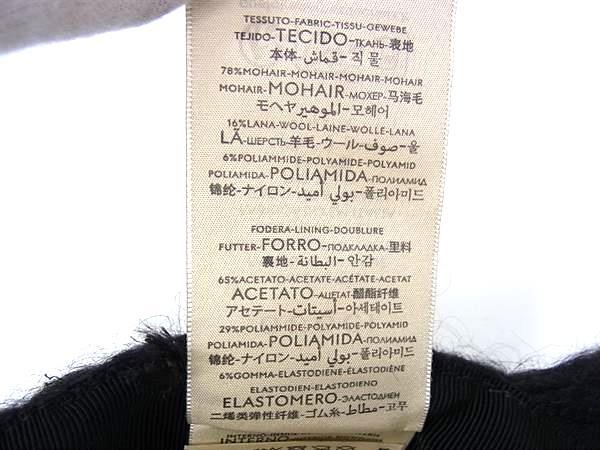 TESSUTO-FABRIC-TISSU-GEWEBE
TEJIDO-TECIDO-ТКАНЬ-表地
本体-قماش-직물
78%MOHAIR-MOHAIR-MOHAIR-MOHAIR
MOHAIR-MOHAIR-МОХЕР-马海毛
モヘヤ-الموهير-모헤어
16%LANA-WOOL-LAINE-WOLLE-LANA
LÃ-ШЕРСТЬ-羊毛-ウール-صوف-울
6%POLIAMMIDE-POLYAMIDE-POLYAMID
POLIAMIDA-POLIAMIDA-ПОЛИАМИД
锦纶-ナイロン-بولي أميد-폴리아미드
FODERA-LINING-DOUBLURE
FUTTER-FORRO-ПОДКЛАДКА-里料
裏地-البطانة-안감
65%ACETATO-ACETATE-ACÉTATE-ACETAT
ACETATO-АЦЕТАТ-醋酯纤维
アセテート-أسيتات-아세테이트
29%POLIAMMIDE-POLYAMIDE-POLYAMID
POLIAMIDA-POLIAMIDA-ПОЛИАМИД
锦纶-ナイロン-بولي أميد-폴리아미드
6%GOMMA-ELASTODIENE-ELASTODIÈNE
ELASTODIEN-ELASTODIENO
ELASTOMERO-ЭЛАСТОДИЕН
二烯类弹性纤维-ゴム糸-مطاط-고무
INTERNO